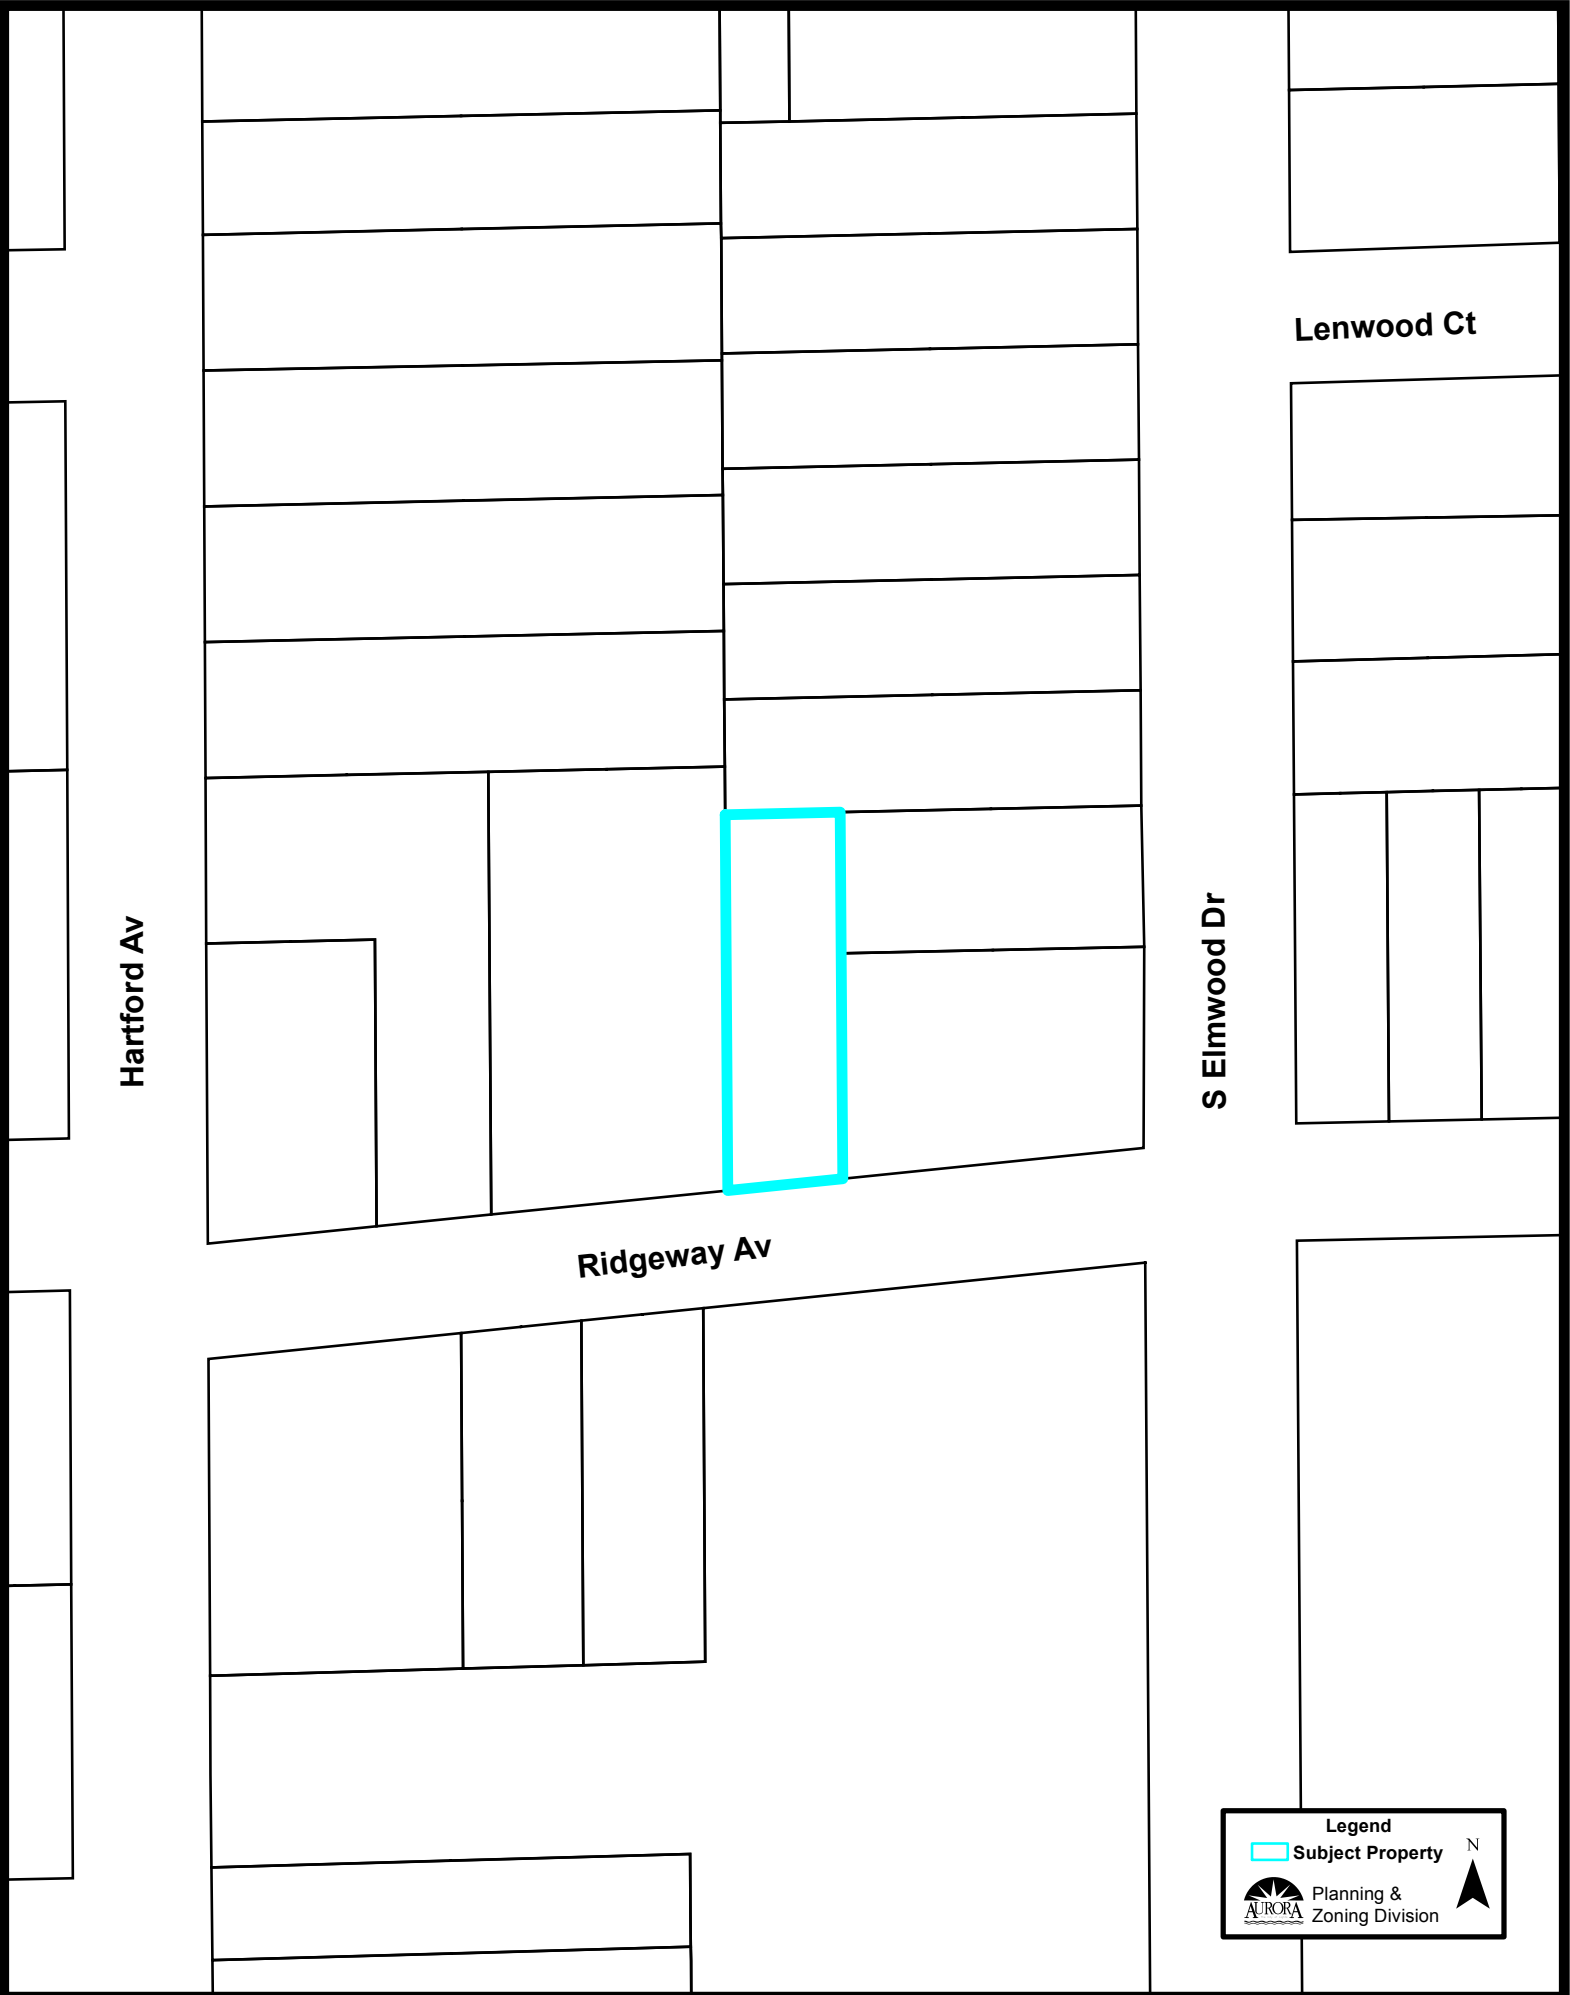 Lenwood Ct
Hartford Av
S Elmwood Dr
Ridgeway Av
Legend
Subject Property
N
AURORA
Planning &
Zoning Division